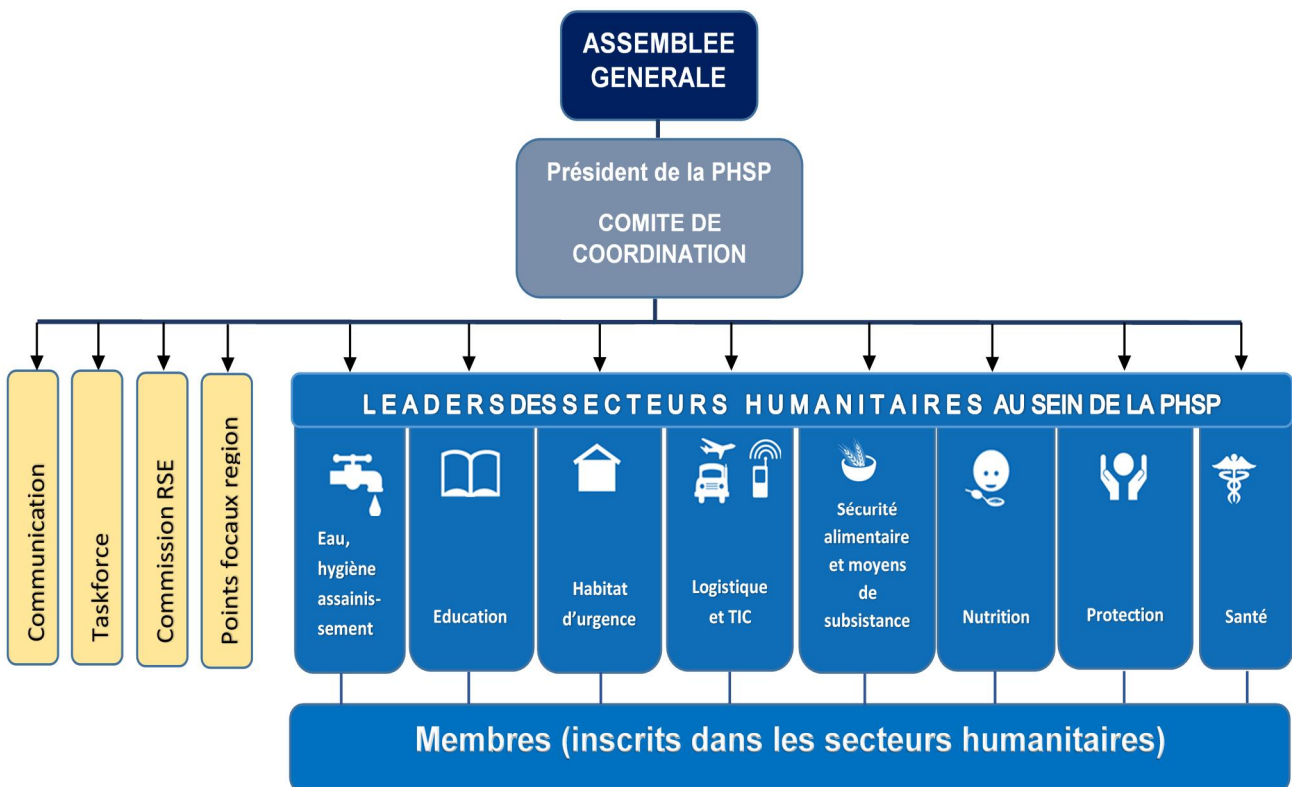 ASSEMBLEE
GENERALE
Président de la PHSP
COMITE DE
COORDINATION
Communication
Taskforce
Commission RSE
Points focaux region
LEADERS DES SECTEURS HUMANITAIRES AU SEIN DE LA PHSP
Eau,
hygiène
assainis-
sement
Education
Habitat
d’urgence
Logistique
et TIC
Sécurité
alimentaire
et moyens
de
subsistance
Nutrition
Protection
Santé
Membres (inscrits dans les secteurs humanitaires)